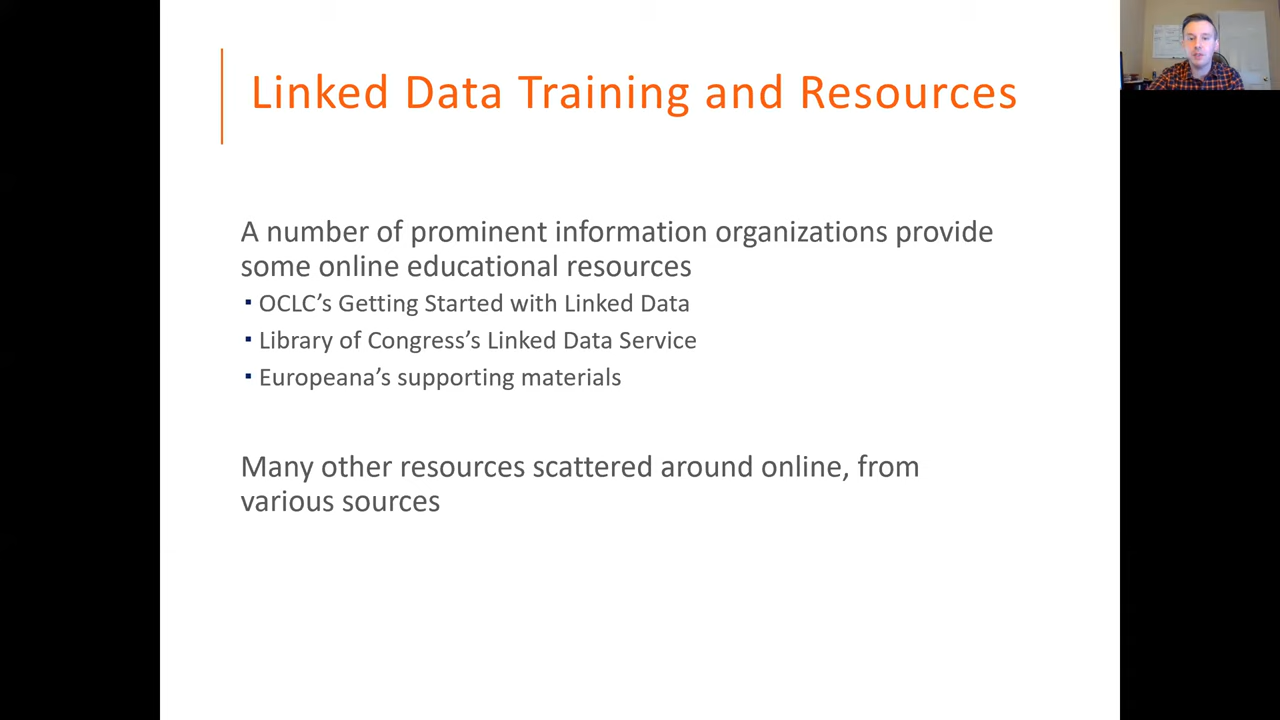 Linked Data Training and Resources
A number of prominent information organizations provide
some online educational resources
▪ OCLC’s Getting Started with Linked Data
▪ Library of Congress’s Linked Data Service
▪ Europeana’s supporting materials
Many other resources scattered around online, from
various sources